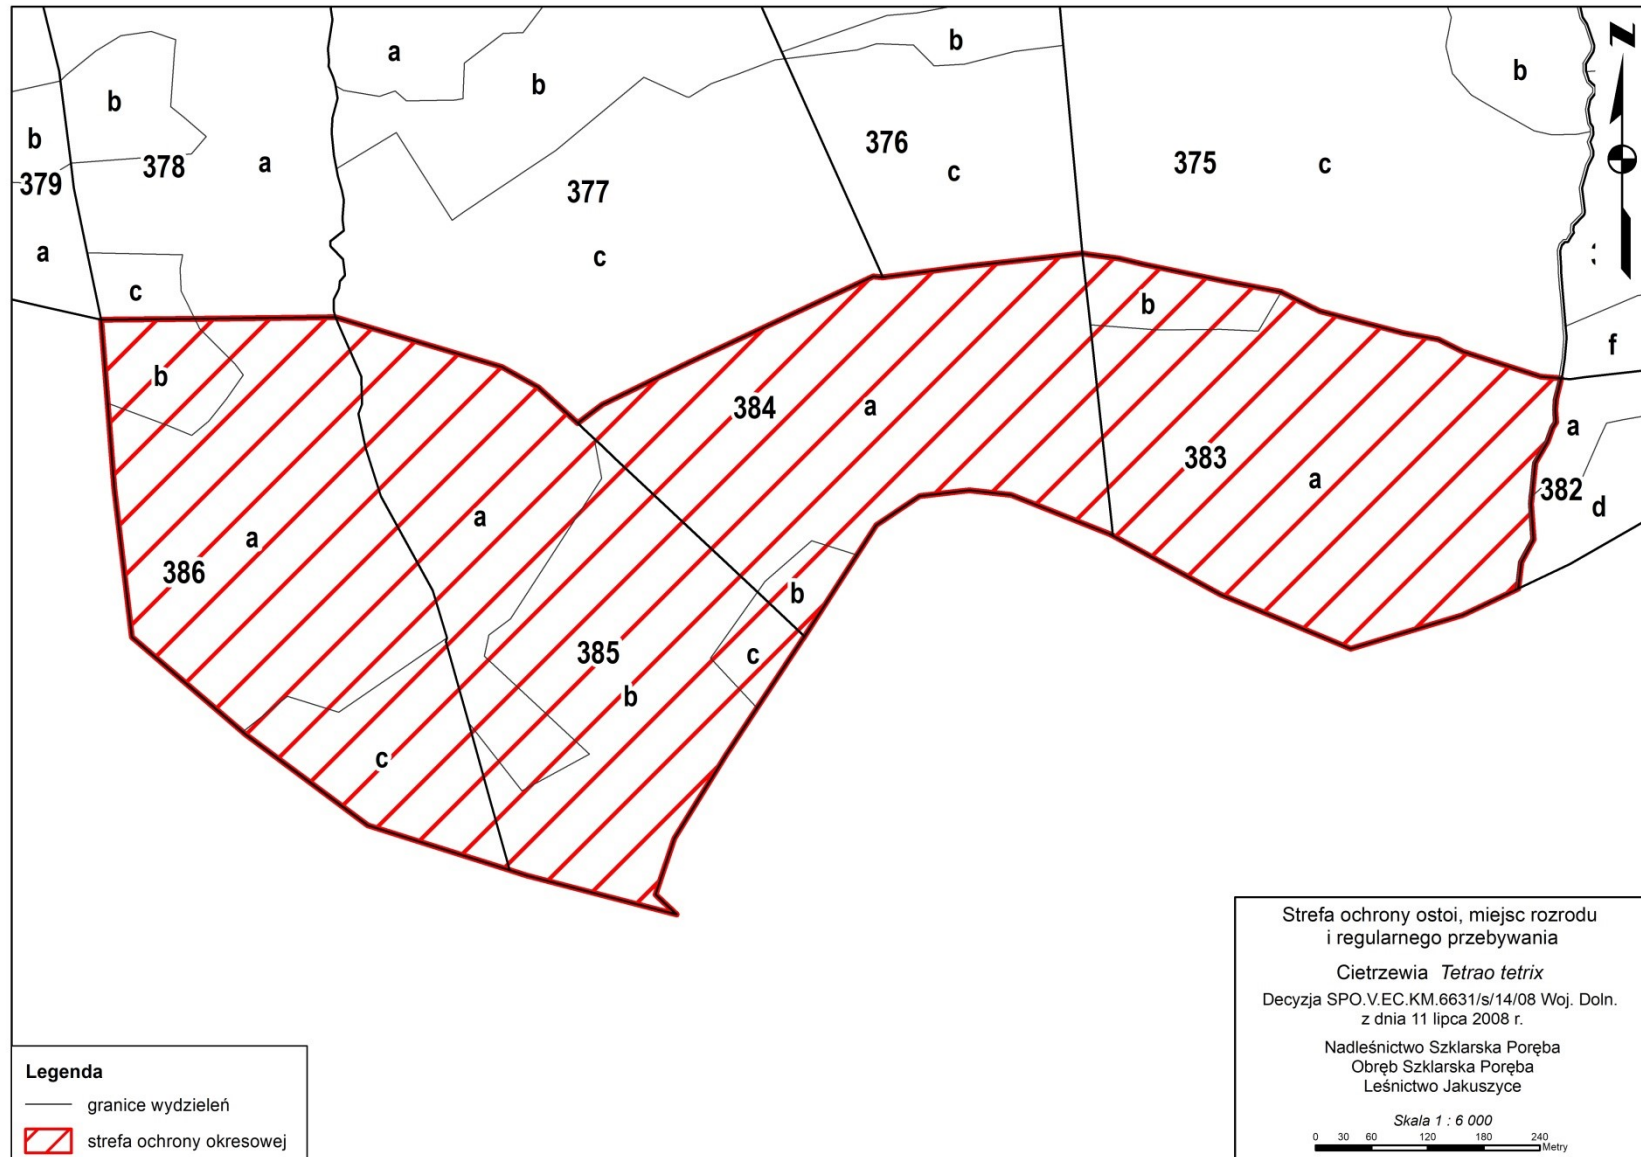 a
b
b
b
Z
b
b
378
a
377
376
c
375
c
379
a
c
c
b
f
b
384
a
a
383
a
382
d
a
a
386
b
385
b
c
c
Strefa ochrony ostoi, miejsc rozrodu
i regularnego przebywania
Cietrzewia Tetrao tetrix
Decyzja SPO.V.EC.KM.6631/s/14/08 Woj. Doln.
z dnia 11 lipca 2008 r.
Nadleśnictwo Szklarska Poręba
Obręb Szklarska Poręba
Leśnictwo Jakuszyce
Skala 1 : 6 000
0 30 60 120 180 240
Metry
Legenda
granice wydzieleń
strefa ochrony okresowej